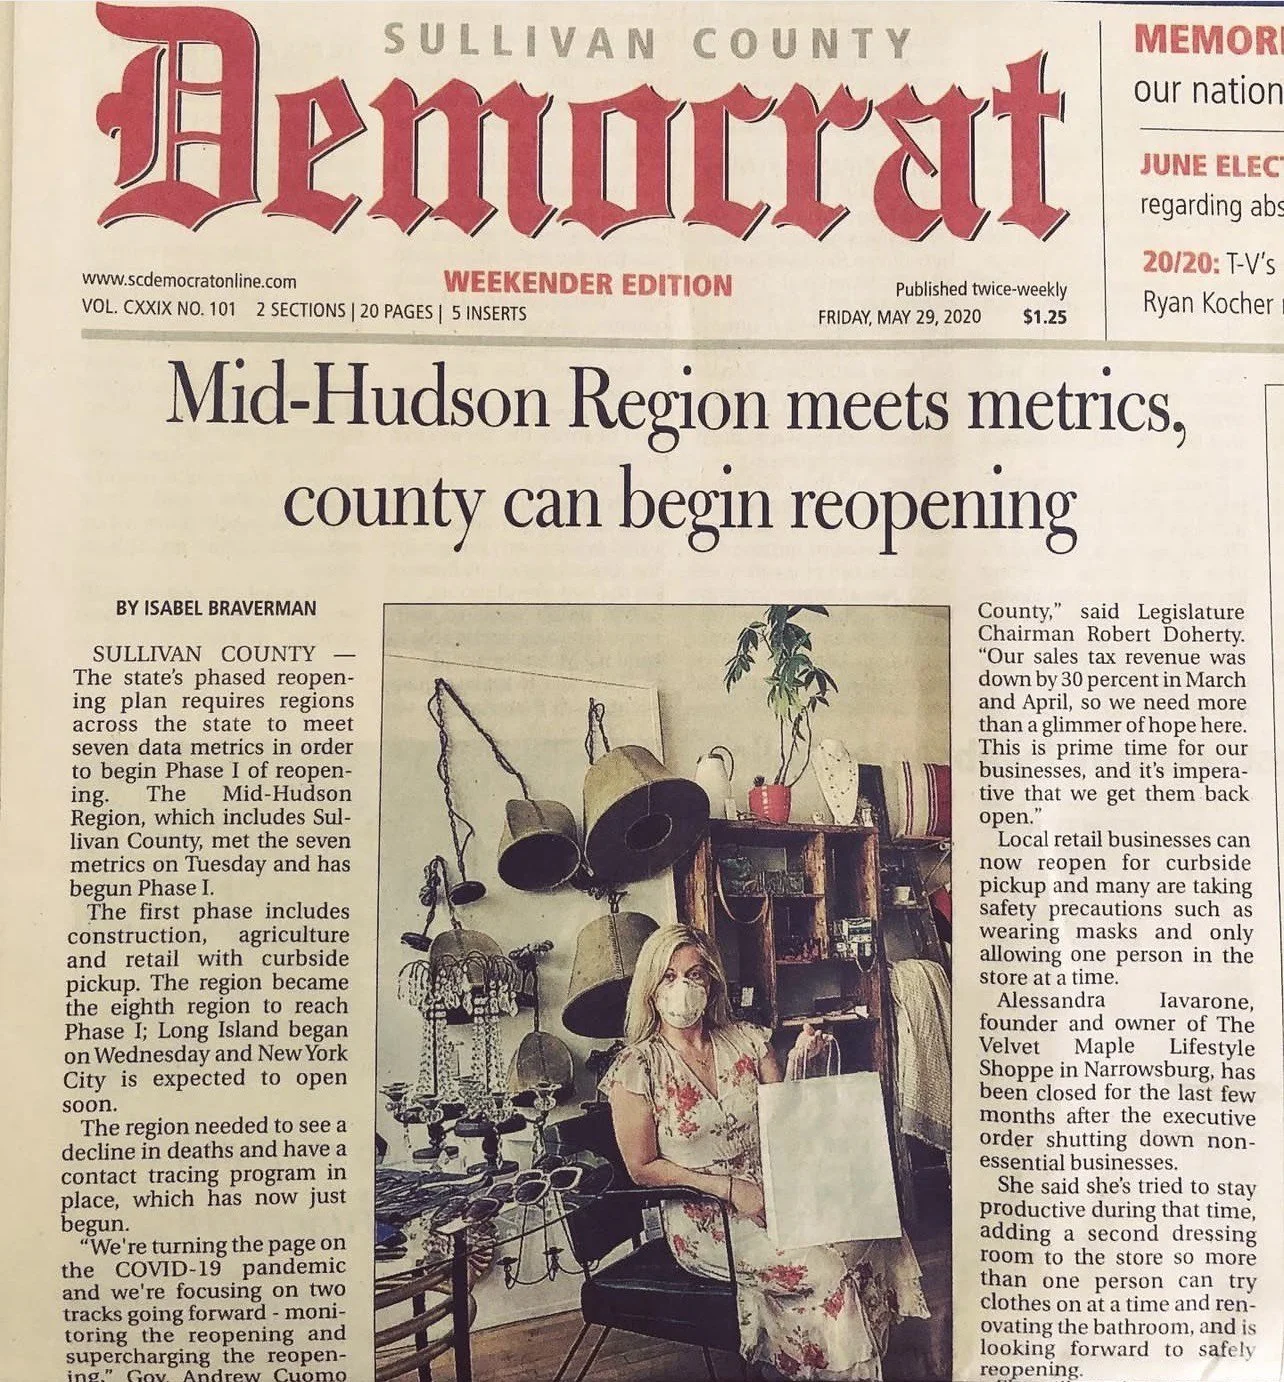 SULLIVAN COUNTY
Democrat
www.scdemocratonline.com
WEEKENDER EDITION
Published twice-weekly
VOL. CXXIX NO. 101 2 SECTIONS | 20 PAGES | 5 INSERTS
FRIDAY, MAY 29, 2020 $1.25
our nation
regarding
20/20: T-V's
Ryan Kocher
Mid-Hudson Region meets metrics,
county can begin reopening
BY ISABEL BRAVERMAN
SULLIVAN COUNTY —
The state's phased reopen-
ing plan requires regions
across the state to meet
seven data metrics in order
to begin Phase I of reopen-
ing. The Mid-Hudson
Region, which includes Sul-
livan County, met the seven
metrics on Tuesday and has
begun Phase I.
The first phase includes
construction, agriculture
and retail with curbside
pickup. The region became
the eighth region to reach
Phase I; Long Island began
on Wednesday and New York
City is expected to open
soon.
The region needed to see a
decline in deaths and have a
contact tracing program in
place, which has now just
begun.
"We're turning the page on
the COVID-19 pandemic
and we're focusing on two
tracks going forward - moni-
toring the reopening and
supercharging the reopen-
ing," Gov. Andrew Cuomo
County," said Legislature
Chairman Robert Doherty.
"Our sales tax revenue was
down by 30 percent in March
and April, so we need more
than a glimmer of hope here.
This is prime time for our
businesses, and it's impera-
tive that we get them back
open."
Local retail businesses can
now reopen for curbside
pickup and many are taking
safety precautions such as
wearing masks and only
allowing one person in the
store at a time.
Alessandra Iavarone,
founder and owner of The
Velvet Maple Lifestyle
Shoppe in Narrowsburg, has
been closed for the last few
months after the executive
order shutting down non-
essential businesses.
She said she's tried to stay
productive during that time,
adding a second dressing
room to the store so more
than one person can try
clothes on at a time and ren-
ovating the bathroom, and is
looking forward to safely
reopening.